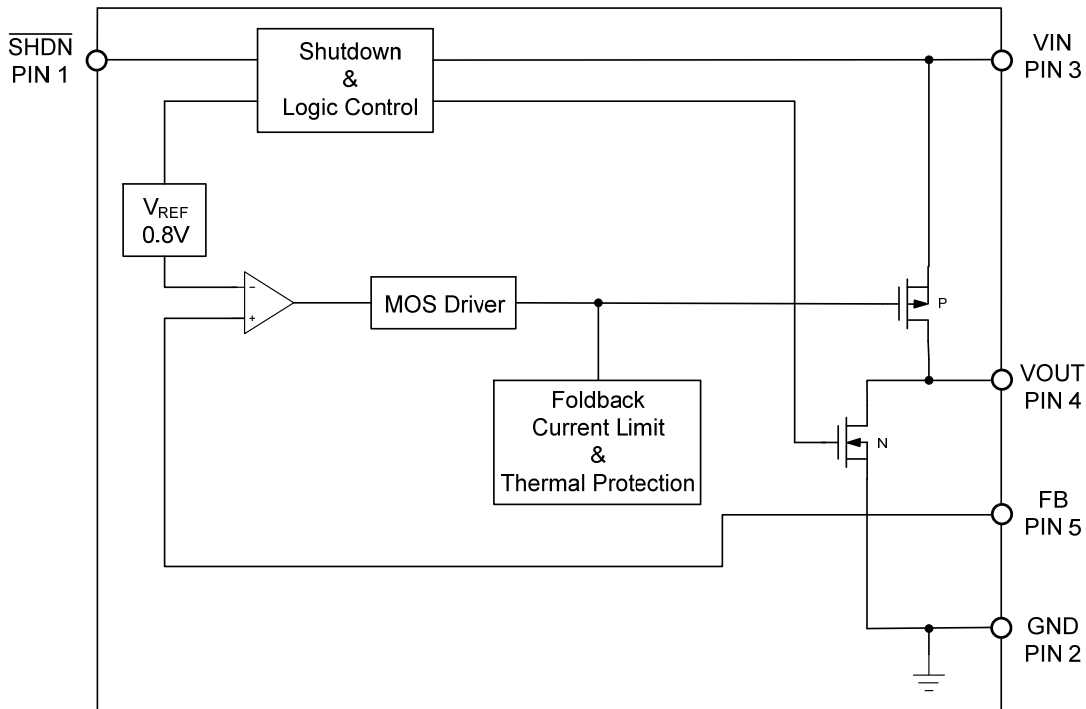 SHDN
PIN 1
Shutdown
&
Logic Control
VIN
PIN 3
VREF
0.8V
−
+
MOS Driver
P
VOUT
PIN 4
Foldback
Current Limit
&
Thermal Protection
N
FB
PIN 5
GND
PIN 2